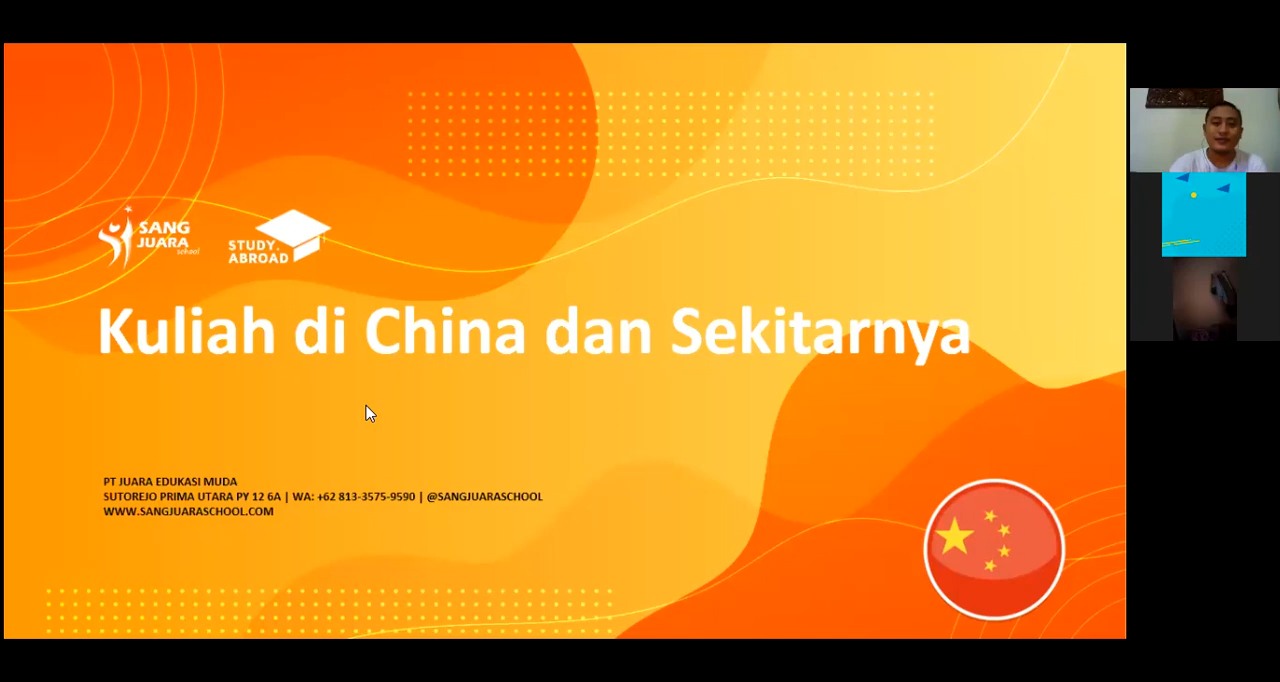 SANG
JUARA
school
STUDY.
ABROAD
Kuliah di China dan Sekitarnya
PT JUARA EDUKASI MUDA
SUTOREJO PRIMA UTARA PY 12 6A | WA: +62 813-3575-9590 | @SANGJUARASCHOOL
WWW.SANGJUARASCHOOL.COM